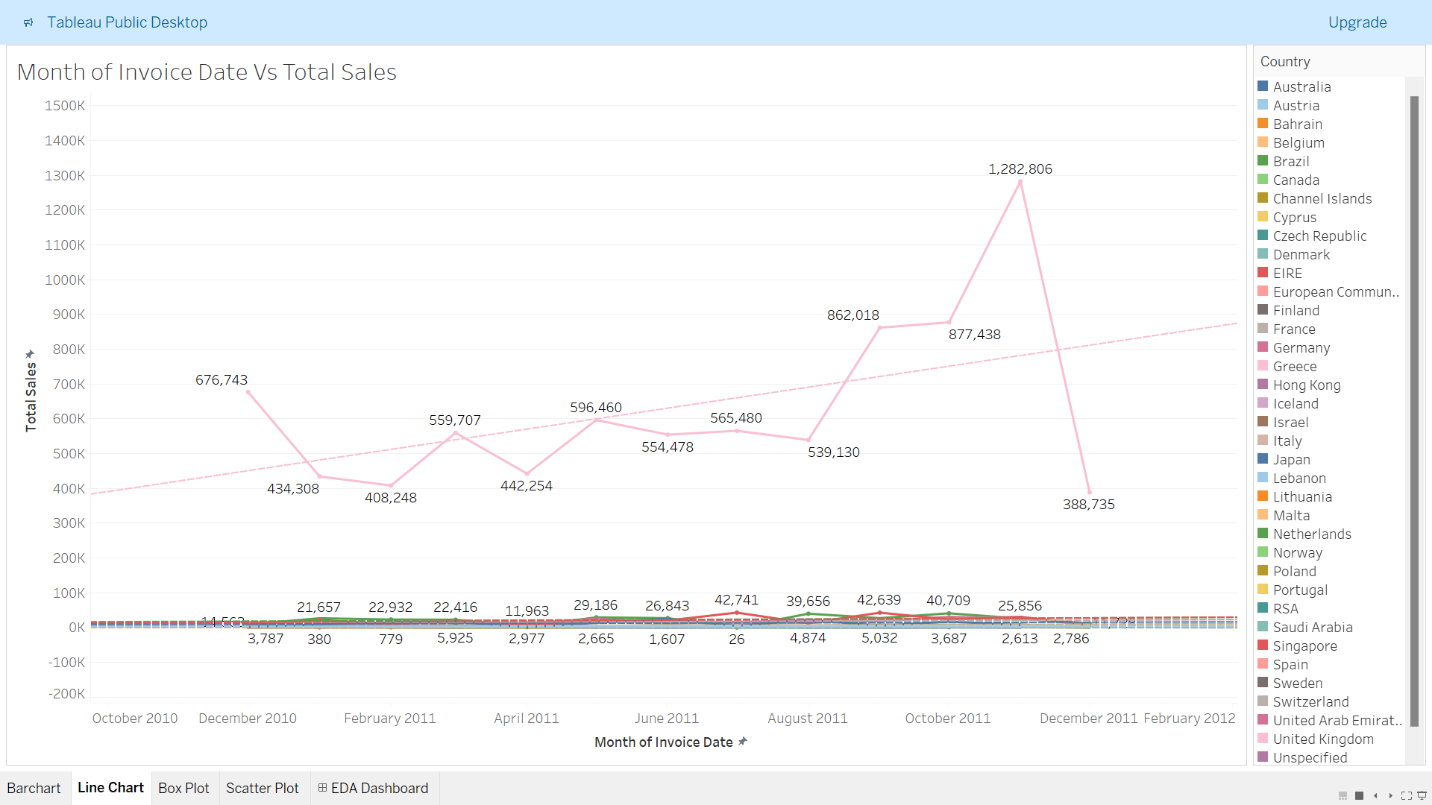 Tableau Public Desktop
Upgrade
Month of Invoice Date Vs Total Sales
1500K
1400K
1300K
1200K
1100K
1000K
900K
800K
700K
600K
500K
400K
300K
200K
100K
0K
-100K
-200K
Total Sales
676,743
434,308
408,248
559,707
442,254
596,460
554,478
565,480
539,130
862,018
877,438
1,282,806
388,735
21,657
22,932
22,416
11,963
29,186
26,843
42,741
39,656
42,639
40,709
25,856
3,787
380
779
5,925
2,977
2,665
1,607
26
4,874
5,032
3,687
2,613
2,786
October 2010
December 2010
February 2011
April 2011
June 2011
August 2011
October 2011
December 2011
February 2012
Month of Invoice Date
Country
Australia
Austria
Bahrain
Belgium
Brazil
Canada
Channel Islands
Cyprus
Czech Republic
Denmark
EIRE
European Commun..
Finland
France
Germany
Greece
Hong Kong
Iceland
Israel
Italy
Japan
Lebanon
Lithuania
Malta
Netherlands
Norway
Poland
Portugal
RSA
Saudi Arabia
Singapore
Spain
Sweden
Switzerland
United Arab Emirat..
United Kingdom
Unspecified
Barchart
Line Chart
Box Plot
Scatter Plot
EDA Dashboard